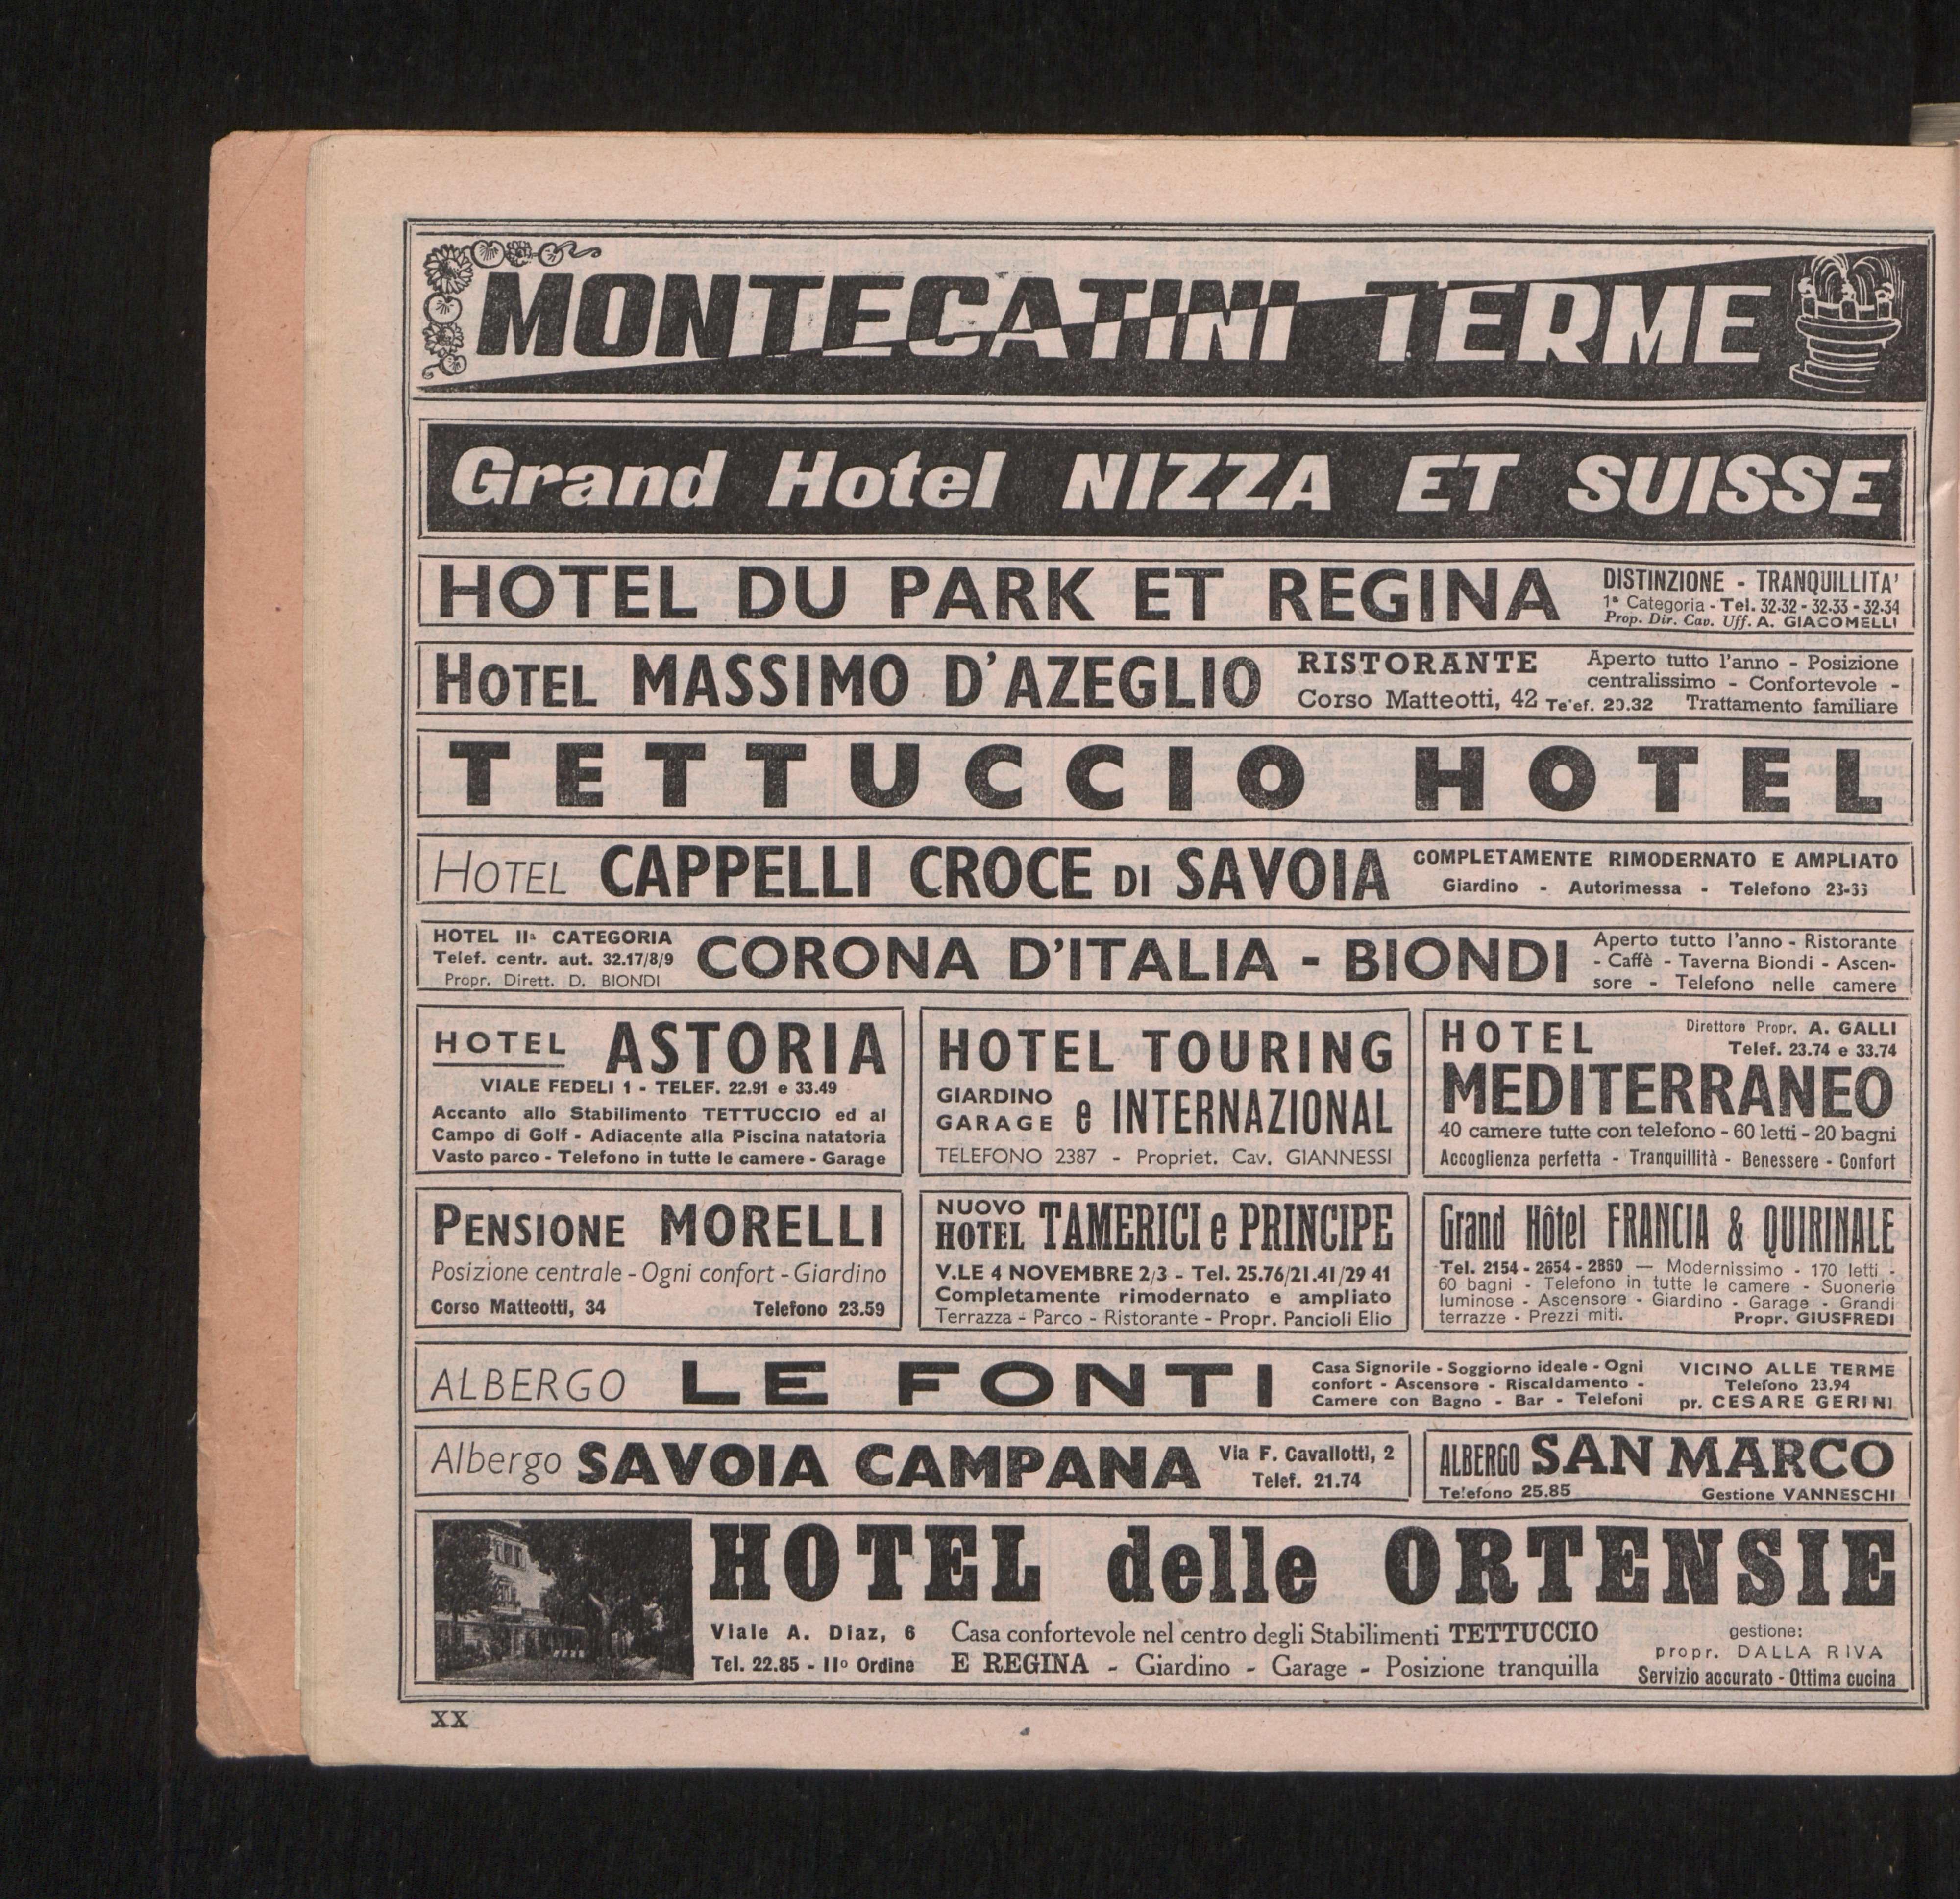 MONTECATINI TERME
Grand Hotel NIZZA ET SUISSE
HOTEL DU PARK ET REGINA
DISTINZIONE - TRANQUILLITA'
1ª Categoria - Tel. 32.32 - 32.33 - 32.34
Prop. Dir. Cav. Uff. A. GIACOMELLI
HOTEL MASSIMO D'AZEGLIO
RISTORANTE
Corso Matteotti, 42 Telef. 20.32
Aperto tutto l'anno - Posizione
centralissimo - Confortevole -
Trattamento familiare
TETTUCCIO HOTEL
HOTEL CAPPELLI CROCE DI SAVOIA
COMPLETAMENTE RIMODERNATO E AMPLIATO
Giardino - Autorimessa - Telefono 23-33
HOTEL IIª CATEGORIA
Telef. centr. aut. 32.17/8/9
Propr. Dirett. D. BIONDI
CORONA D'ITALIA - BIONDI
Aperto tutto l'anno - Ristorante
- Caffè - Taverna Biondi - Ascen-
sore - Telefono nelle camere
HOTEL ASTORIA
VIALE FEDELI 1 - TELEF. 22.91 e 33.49
Accanto allo Stabilimento TETTUCCIO ed al
Campo di Golf - Adiacente alla Piscina natatoria
Vasto parco - Telefono in tutte le camere - Garage
HOTEL TOURING
GIARDINO
GARAGE
e INTERNAZIONAL
TELEFONO 2387 - Propriet. Cav. GIANNESSI
HOTEL
Direttore Propr. A. GALLI
Telef. 23.74 e 33.74
MEDITERRANEO
40 camere tutte con telefono - 60 letti - 20 bagni
Accoglienza perfetta - Tranquillità - Benessere - Confort
PENSIONE MORELLI
Posizione centrale - Ogni confort - Giardino
Corso Matteotti, 34 Telefono 23.59
NUOVO
HOTEL TAMERICI e PRINCIPE
V.LE 4 NOVEMBRE 2/3 - Tel. 25.76/21.41/29 41
Completamente rimodernato e ampliato
Terrazza - Parco - Ristorante - Propr. Pancioli Elio
Grand Hôtel FRANCIA & QUIRINALE
Tel. 2154 - 2654 - 2860 — Modernissimo - 170 letti -
60 bagni - Telefono in tutte le camere - Suonerie
luminose - Ascensore - Giardino - Garage - Grandi
terrazze - Prezzi miti. Propr. GIUSFREDI
ALBERGO LE FONTI
Casa Signorile - Soggiorno ideale - Ogni
confort - Ascensore - Riscaldamento -
Camere con Bagno - Bar - Telefoni
VICINO ALLE TERME
Telefono 23.94
pr. CESARE GERINI
Albergo SAVOIA CAMPANA
Via F. Cavallotti, 2
Telef. 21.74
ALBERGO SAN MARCO
Telefono 25.85 Gestione VANNESCHI
HOTEL delle ORTENSIE
Viale A. Diaz, 6
Tel. 22.85 - IIº Ordine
Casa confortevole nel centro degli Stabilimenti TETTUCCIO
E REGINA - Giardino - Garage - Posizione tranquilla
gestione:
propr. DALLA RIVA
Servizio accurato - Ottima cucina
XX